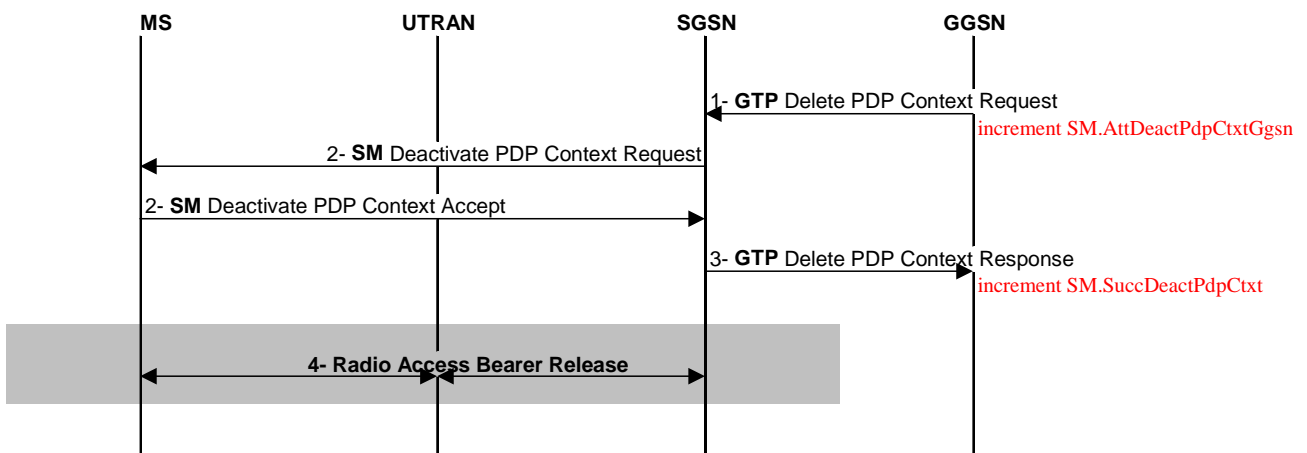 MS UTRAN SGSN GGSN
1- GTP Delete PDP Context Request
increment SM.AttDeactPdpCtxtGgsn
2- SM Deactivate PDP Context Request
2- SM Deactivate PDP Context Accept
3- GTP Delete PDP Context Response
increment SM.SuccDeactPdpCtxt
4- Radio Access Bearer Release